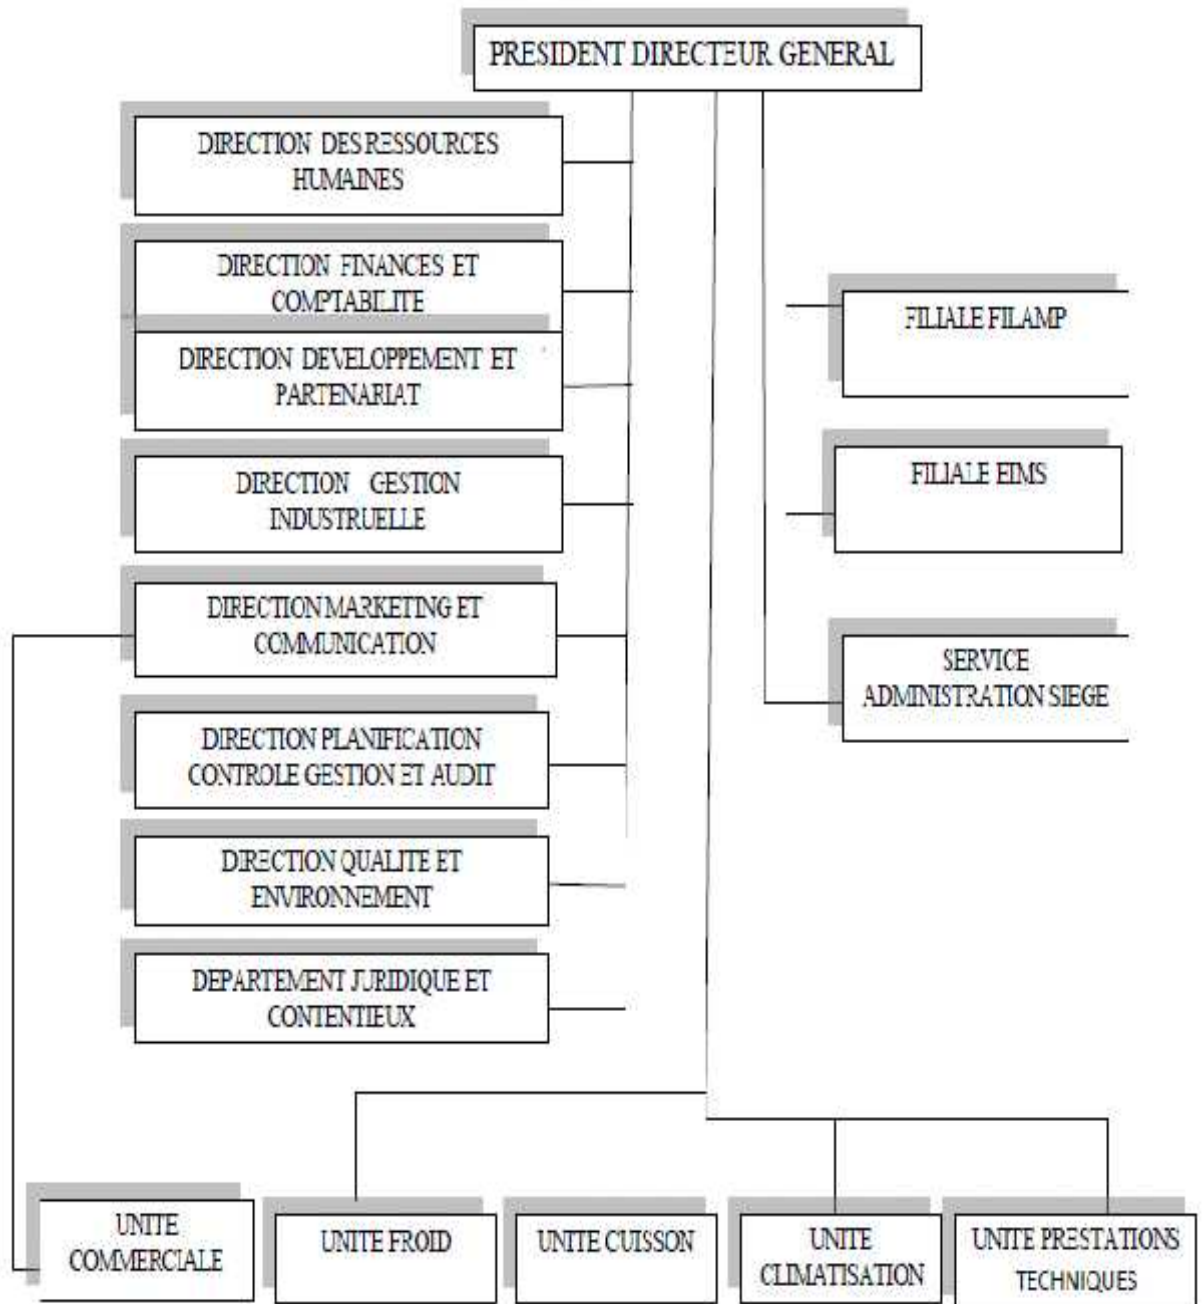 PRESIDENT DIRECTEUR GENERAL
DIRECTION DES RESSOURCES
HUMAINES
DIRECTION FINANCES ET
COMPTABILITE
DIRECTION DEVELOPPEMENT ET
PARTENARIAT
DIRECTION GESTION
INDUSTRUELLE
DIRECTION MARKETING ET
COMMUNICATION
DIRECTION PLANIFICATION
CONTROLE GESTION ET AUDIT
DIRECTION QUALITE ET
ENVIRONNEMENT
DEPARTEMENT JURIDIQUE ET
CONTENTIEUX
FILIALE FILAMP
FILIALE EIMS
SERVICE
ADMINISTRATION SIEGE
UNITE
COMMERCIALE
UNITE FROID
UNITE CUISSON
UNITE
CLIMATISATION
UNITE PRESTATIONS
TECHNIQUES